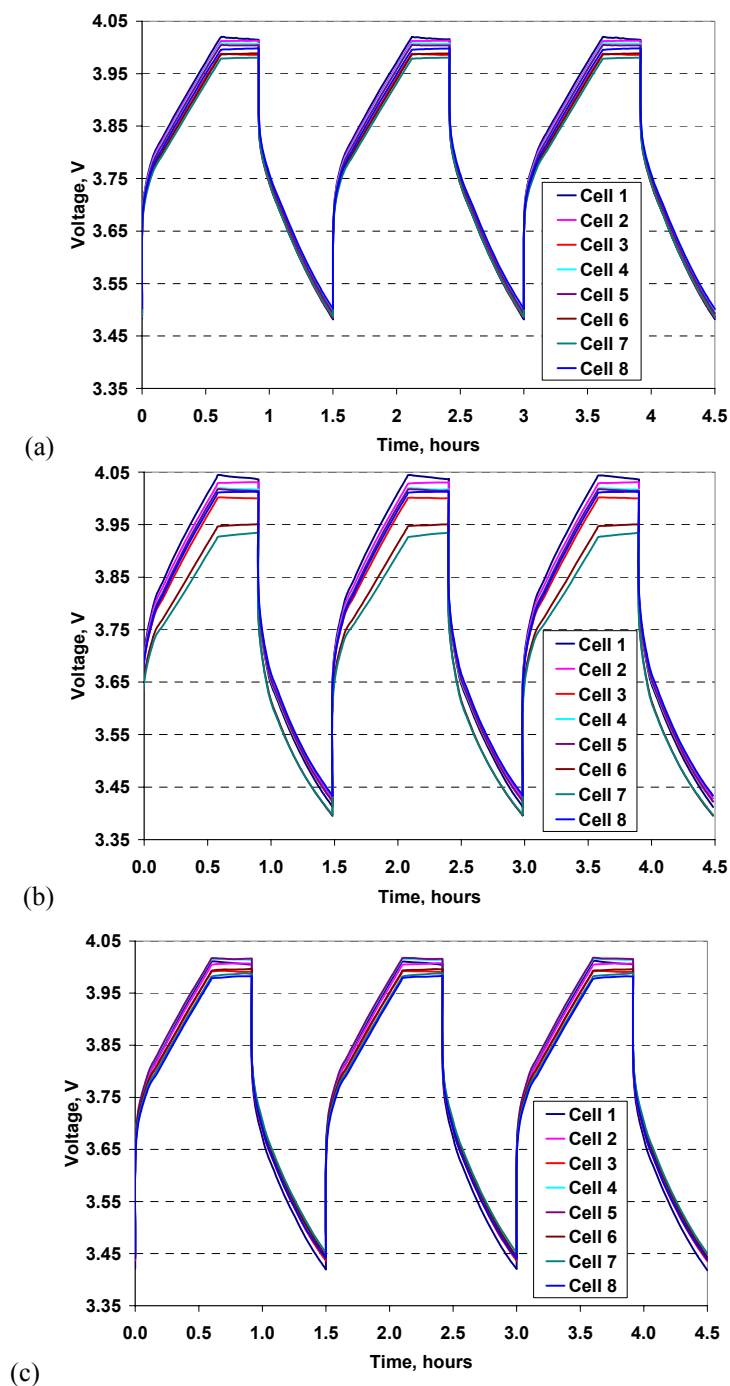 4.05
3.95
3.85
3.75
3.65
3.55
3.45
3.35
Voltage, V
0 0.5 1 1.5 2 2.5 3 3.5 4 4.5
Time, hours
Cell 1
Cell 2
Cell 3
Cell 4
Cell 5
Cell 6
Cell 7
Cell 8
(a)
4.05
3.95
3.85
3.75
3.65
3.55
3.45
3.35
Voltage, V
0.0 0.5 1.0 1.5 2.0 2.5 3.0 3.5 4.0 4.5
Time, hours
Cell 1
Cell 2
Cell 3
Cell 4
Cell 5
Cell 6
Cell 7
Cell 8
(b)
4.05
3.95
3.85
3.75
3.65
3.55
3.45
3.35
Voltage, V
0.0 0.5 1.0 1.5 2.0 2.5 3.0 3.5 4.0 4.5
Time, hours
Cell 1
Cell 2
Cell 3
Cell 4
Cell 5
Cell 6
Cell 7
Cell 8
(c)